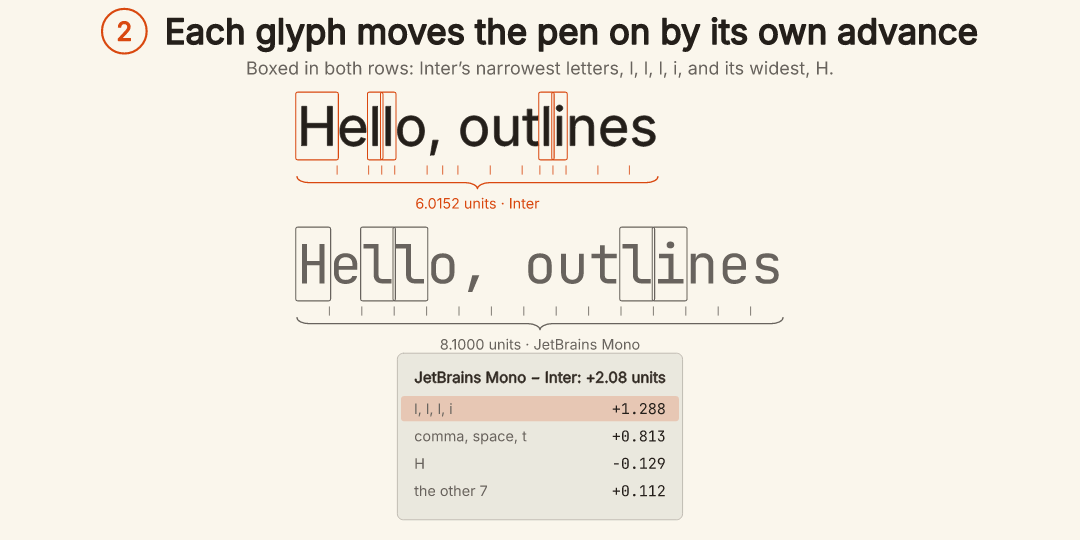 2 Each glyph moves the pen on by its own advance
Boxed in both rows: Inter’s narrowest letters, l, l, l, i, and its widest, H.
Hello, outlines
6.0152 units · Inter
Hello, outlines
8.1000 units · JetBrains Mono
JetBrains Mono − Inter: +2.08 units
l, l, l, i +1.288
comma, space, t +0.813
H -0.129
the other 7 +0.112